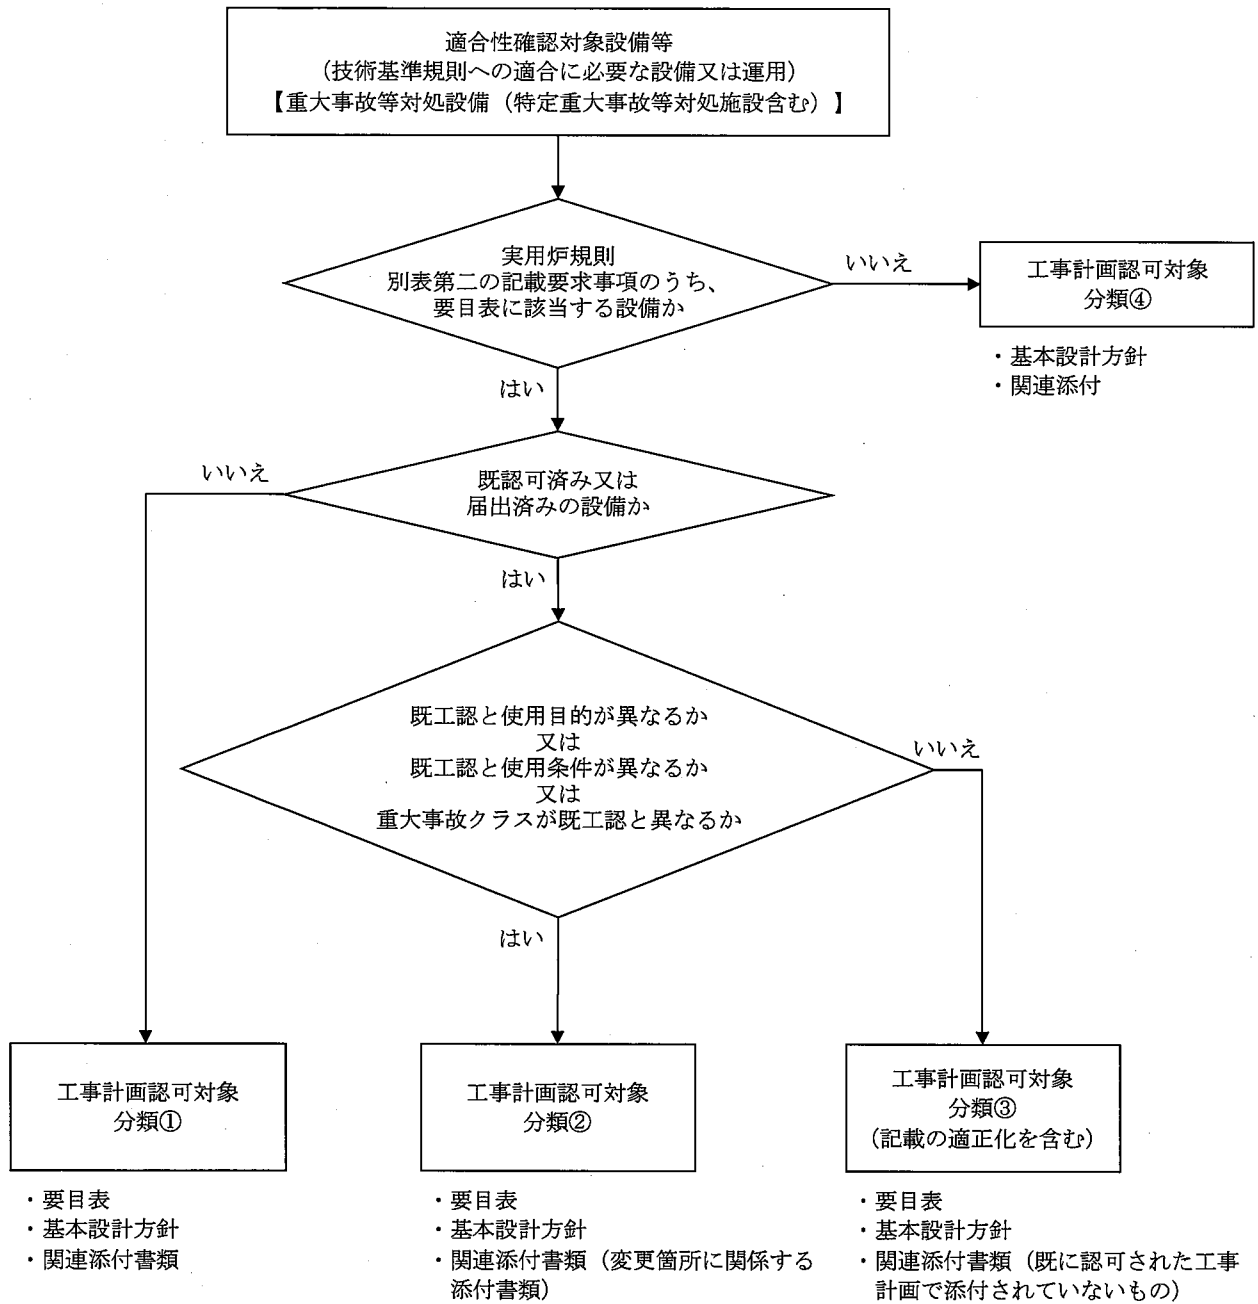 適合性確認対象設備等
(技術基準規則への適合に必要な設備又は運用)
【重大事故等対処設備（特定重大事故等対処施設含む）】
実用炉規則
別表第二の記載要求事項のうち、
要目表に該当する設備か
いいえ
工事計画認可対象
分類④
・基本設計方針
・関連添付
はい
既認可済み又は
届出済みの設備か
いいえ
はい
既工認と使用目的が異なるか
又は
既工認と使用条件が異なるか
又は
重大事故クラスが既工認と異なるか
いいえ
はい
工事計画認可対象
分類①
・要目表
・基本設計方針
・関連添付書類
工事計画認可対象
分類②
・要目表
・基本設計方針
・関連添付書類（変更箇所に関係する
添付書類）
工事計画認可対象
分類③
（記載の適正化を含む）
・要目表
・基本設計方針
・関連添付書類（既に認可された工事
計画で添付されていないもの）